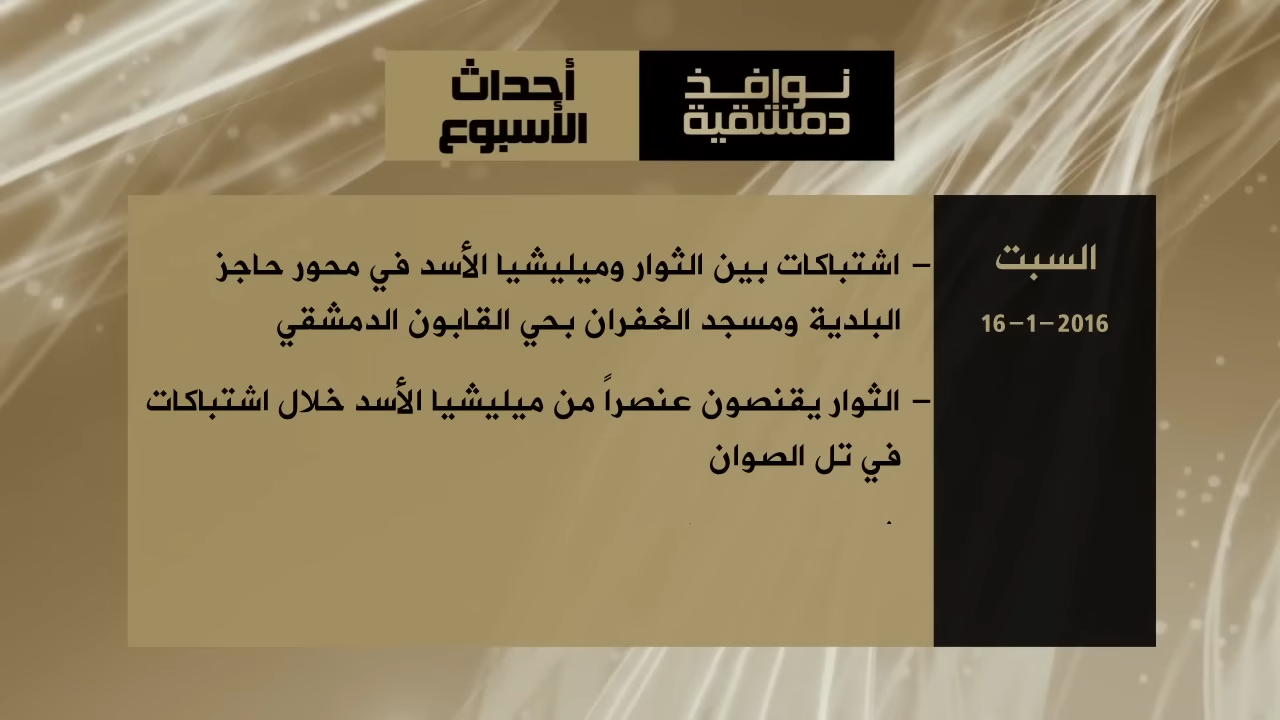 نوافذ
دمشقية
أحداث
الأسبوع
السبت
16-1-2016
- اشتباكات بين الثوار وميليشيا الأسد في محور حاجز
البلدية ومسجد الغفران بحي القابون الدمشقي
- الثوار يقنصون عنصراً من ميليشيا الأسد خلال اشتباكات
في تل الصوان